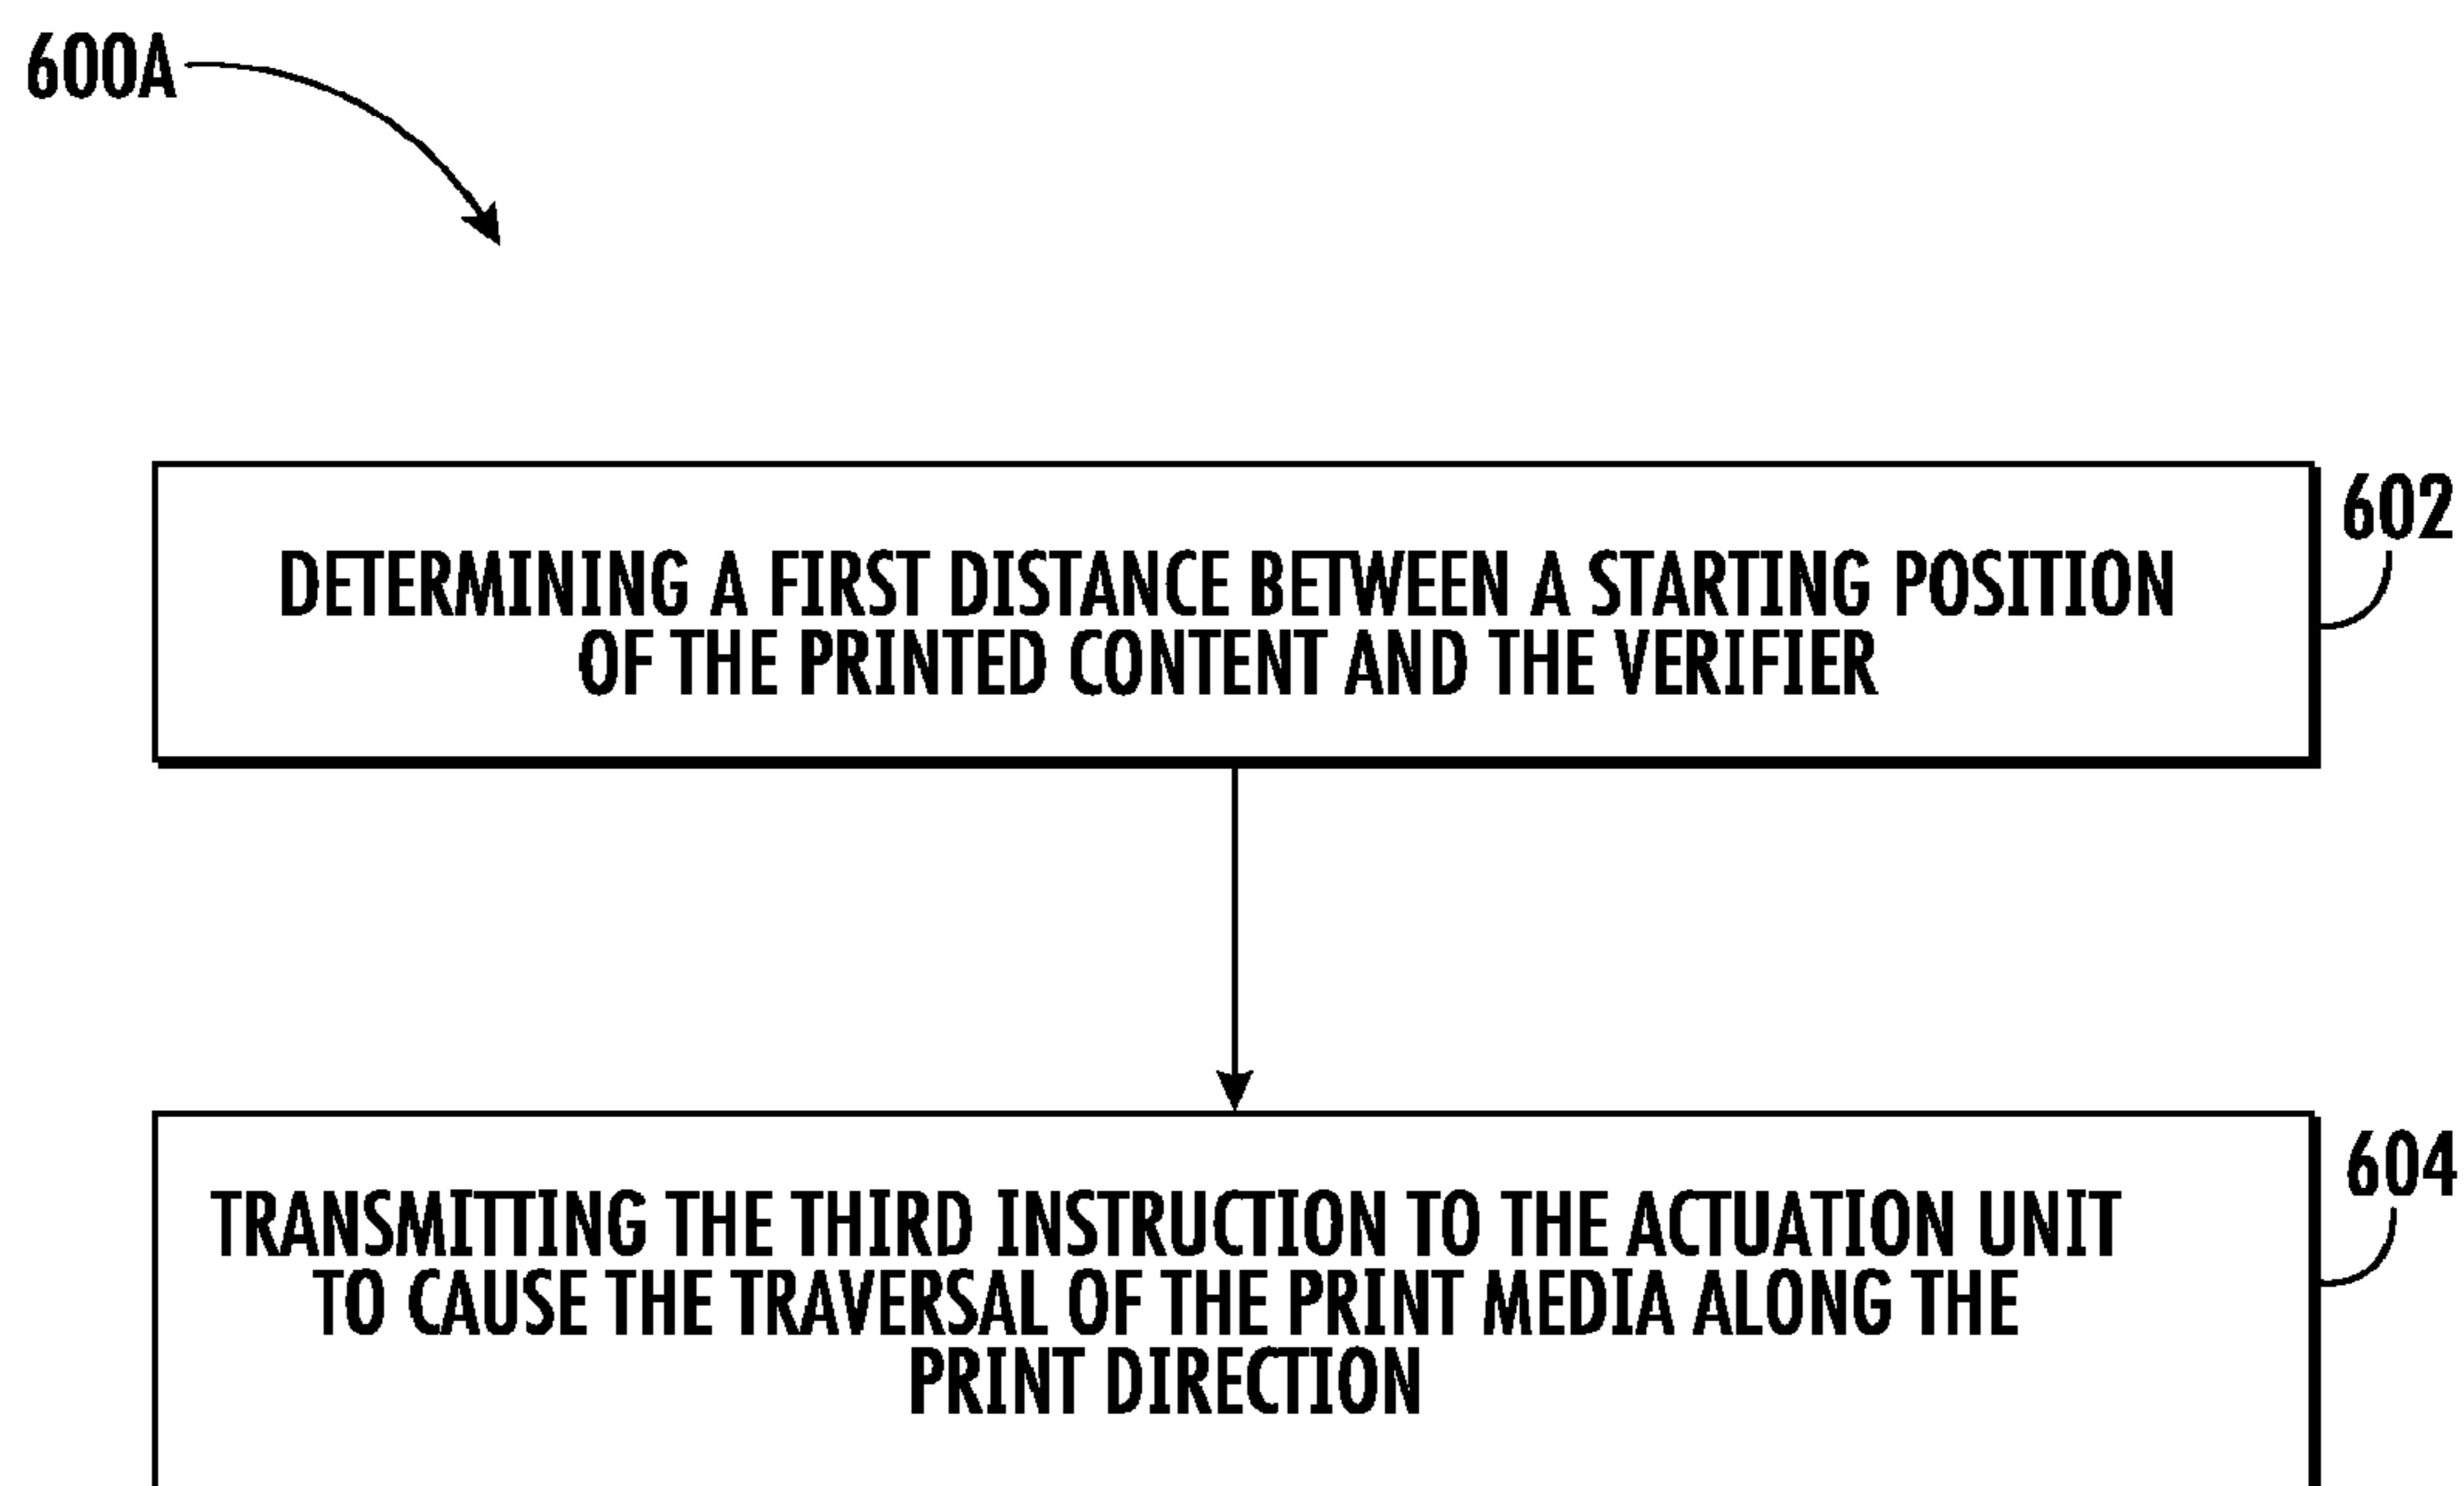 600A
602
DETERMINING A FIRST DISTANCE BETWEEN A STARTING POSITION
OF THE PRINTED CONTENT AND THE VERIFIER
604
TRANSMITTING THE THIRD INSTRUCTION TO THE ACTUATION UNIT
TO CAUSE THE TRAVERSAL OF THE PRINT MEDIA ALONG THE
PRINT DIRECTION